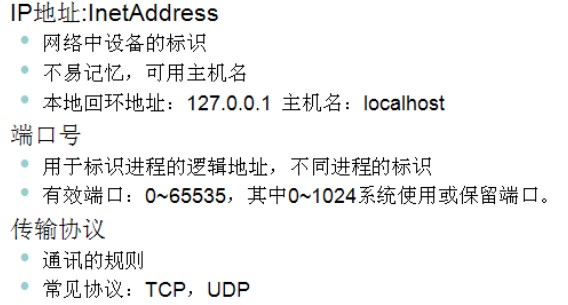 IP地址:InetAddress
网络中设备的标识
不易记忆，可用主机名
本地回环地址：127.0.0.1 主机名：localhost
端口号
用于标识进程的逻辑地址，不同进程的标识
有效端口：0~65535，其中0~1024系统使用或保留端口。
传输协议
通讯的规则
常见协议：TCP，UDP